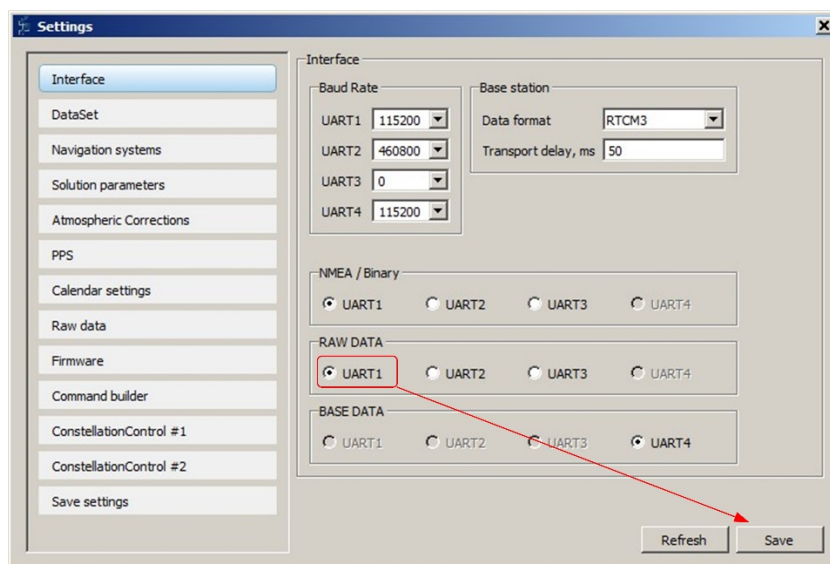 Settings
Interface
DataSet
Navigation systems
Solution parameters
Atmospheric Corrections
PPS
Calendar settings
Raw data
Firmware
Command builder
ConstellationControl #1
ConstellationControl #2
Save settings
Interface
Baud Rate
UART1 115200
UART2 460800
UART3 0
UART4 115200
Base station
Data format RTCM3
Transport delay, ms 50
NMEA / Binary
UART1 UART2 UART3 UART4
RAW DATA
UART1 UART2 UART3 UART4
BASE DATA
UART1 UART2 UART3 UART4
Refresh Save